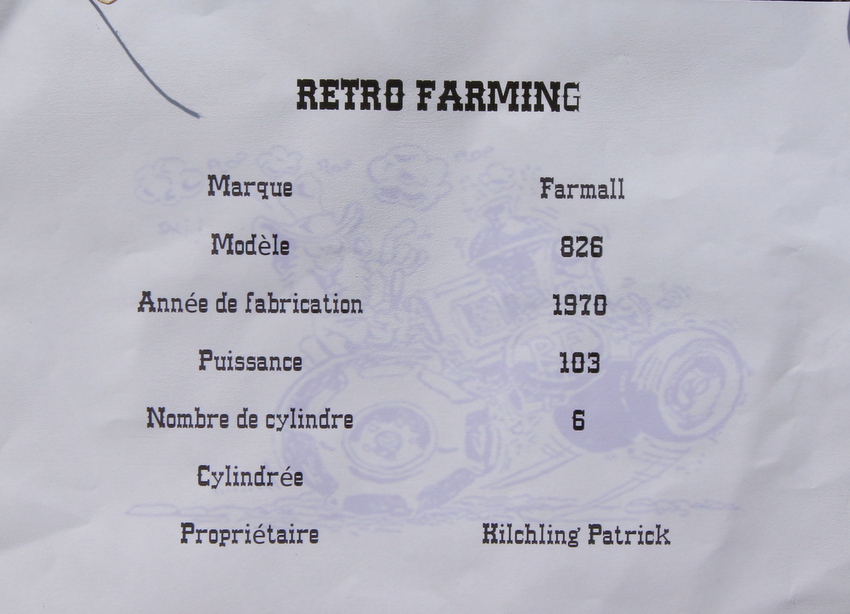 RETRO FARMING
Marque Farmall
Modèle 826
Année de fabrication 1970
Puissance 103
Nombre de cylindre 6
Cylindrée
Propriétaire Kilchling Patrick